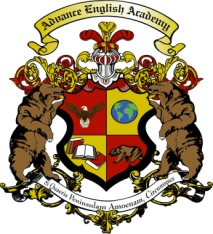 Advance English Academy
Si Quaeris Peninsulam Amoenam, Circumspice